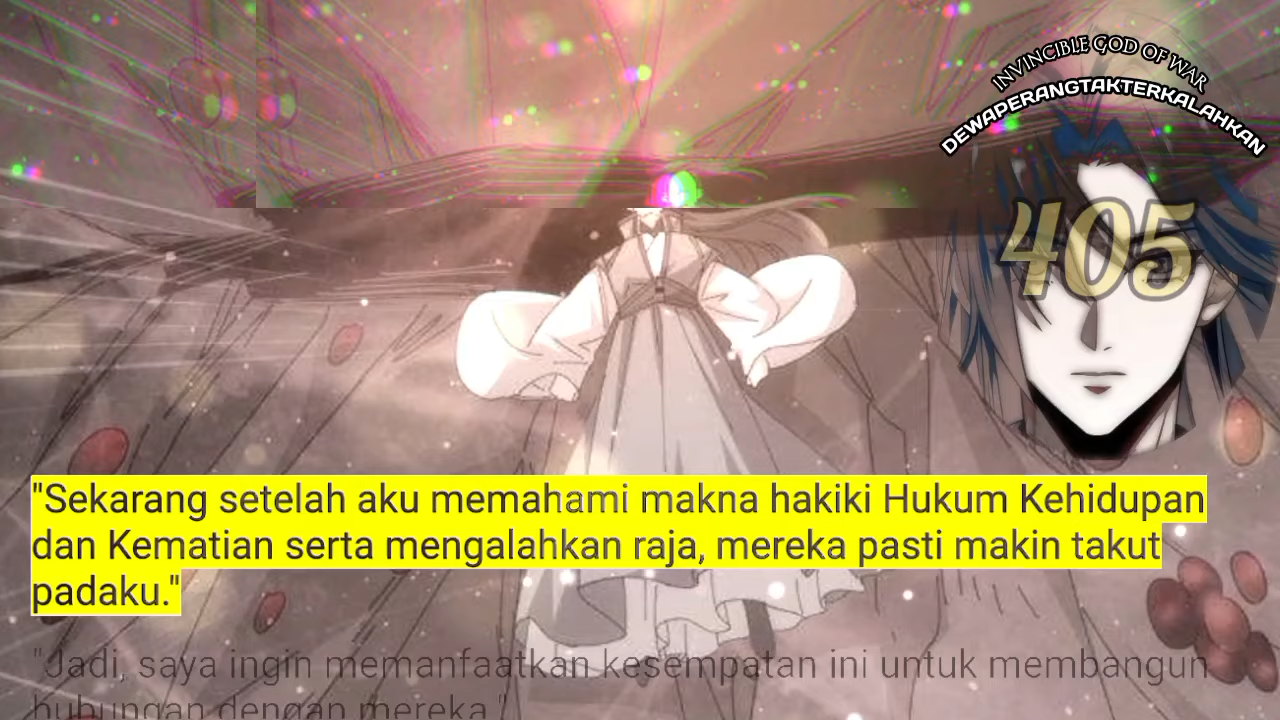 INVINCIBLE GOD OF WAR
DEWAPERANGTAKTERKALAHKAN
405
"Sekarang setelah aku memahami makna hakiki Hukum Kehidupan
dan Kematian serta mengalahkan raja, mereka pasti makin takut
padaku."
"Jadi, saya ingin memanfaatkan kesempatan ini untuk membangun
hubungan dengan mereka."